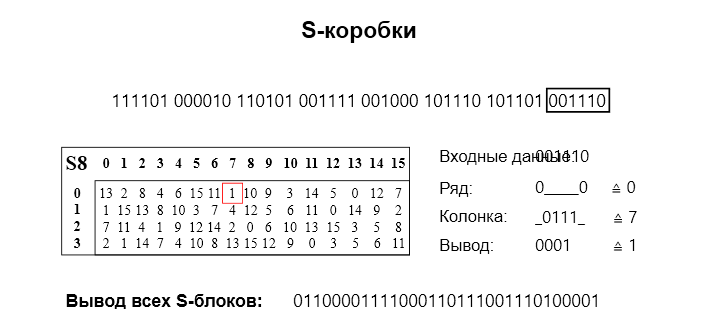 S-коробки
111101 000010 110101 001111 001000 101110 101101 001110
S8 0 1 2 3 4 5 6 7 8 9 10 11 12 13 14 15
0 13 2 8 4 6 15 11 1 10 9 3 14 5 0 12 7
1 1 15 13 8 10 3 7 4 12 5 6 11 0 14 9 2
2 7 11 4 1 9 12 14 2 0 6 10 13 15 3 5 8
3 2 1 14 7 4 10 8 13 15 12 9 0 3 5 6 11
Входные данные: 001110
Ряд: 0____0 ≙ 0
Колонка: _0111_ ≙ 7
Вывод: 0001 ≙ 1
Вывод всех S-блоков: 01100001111000110111001110100001